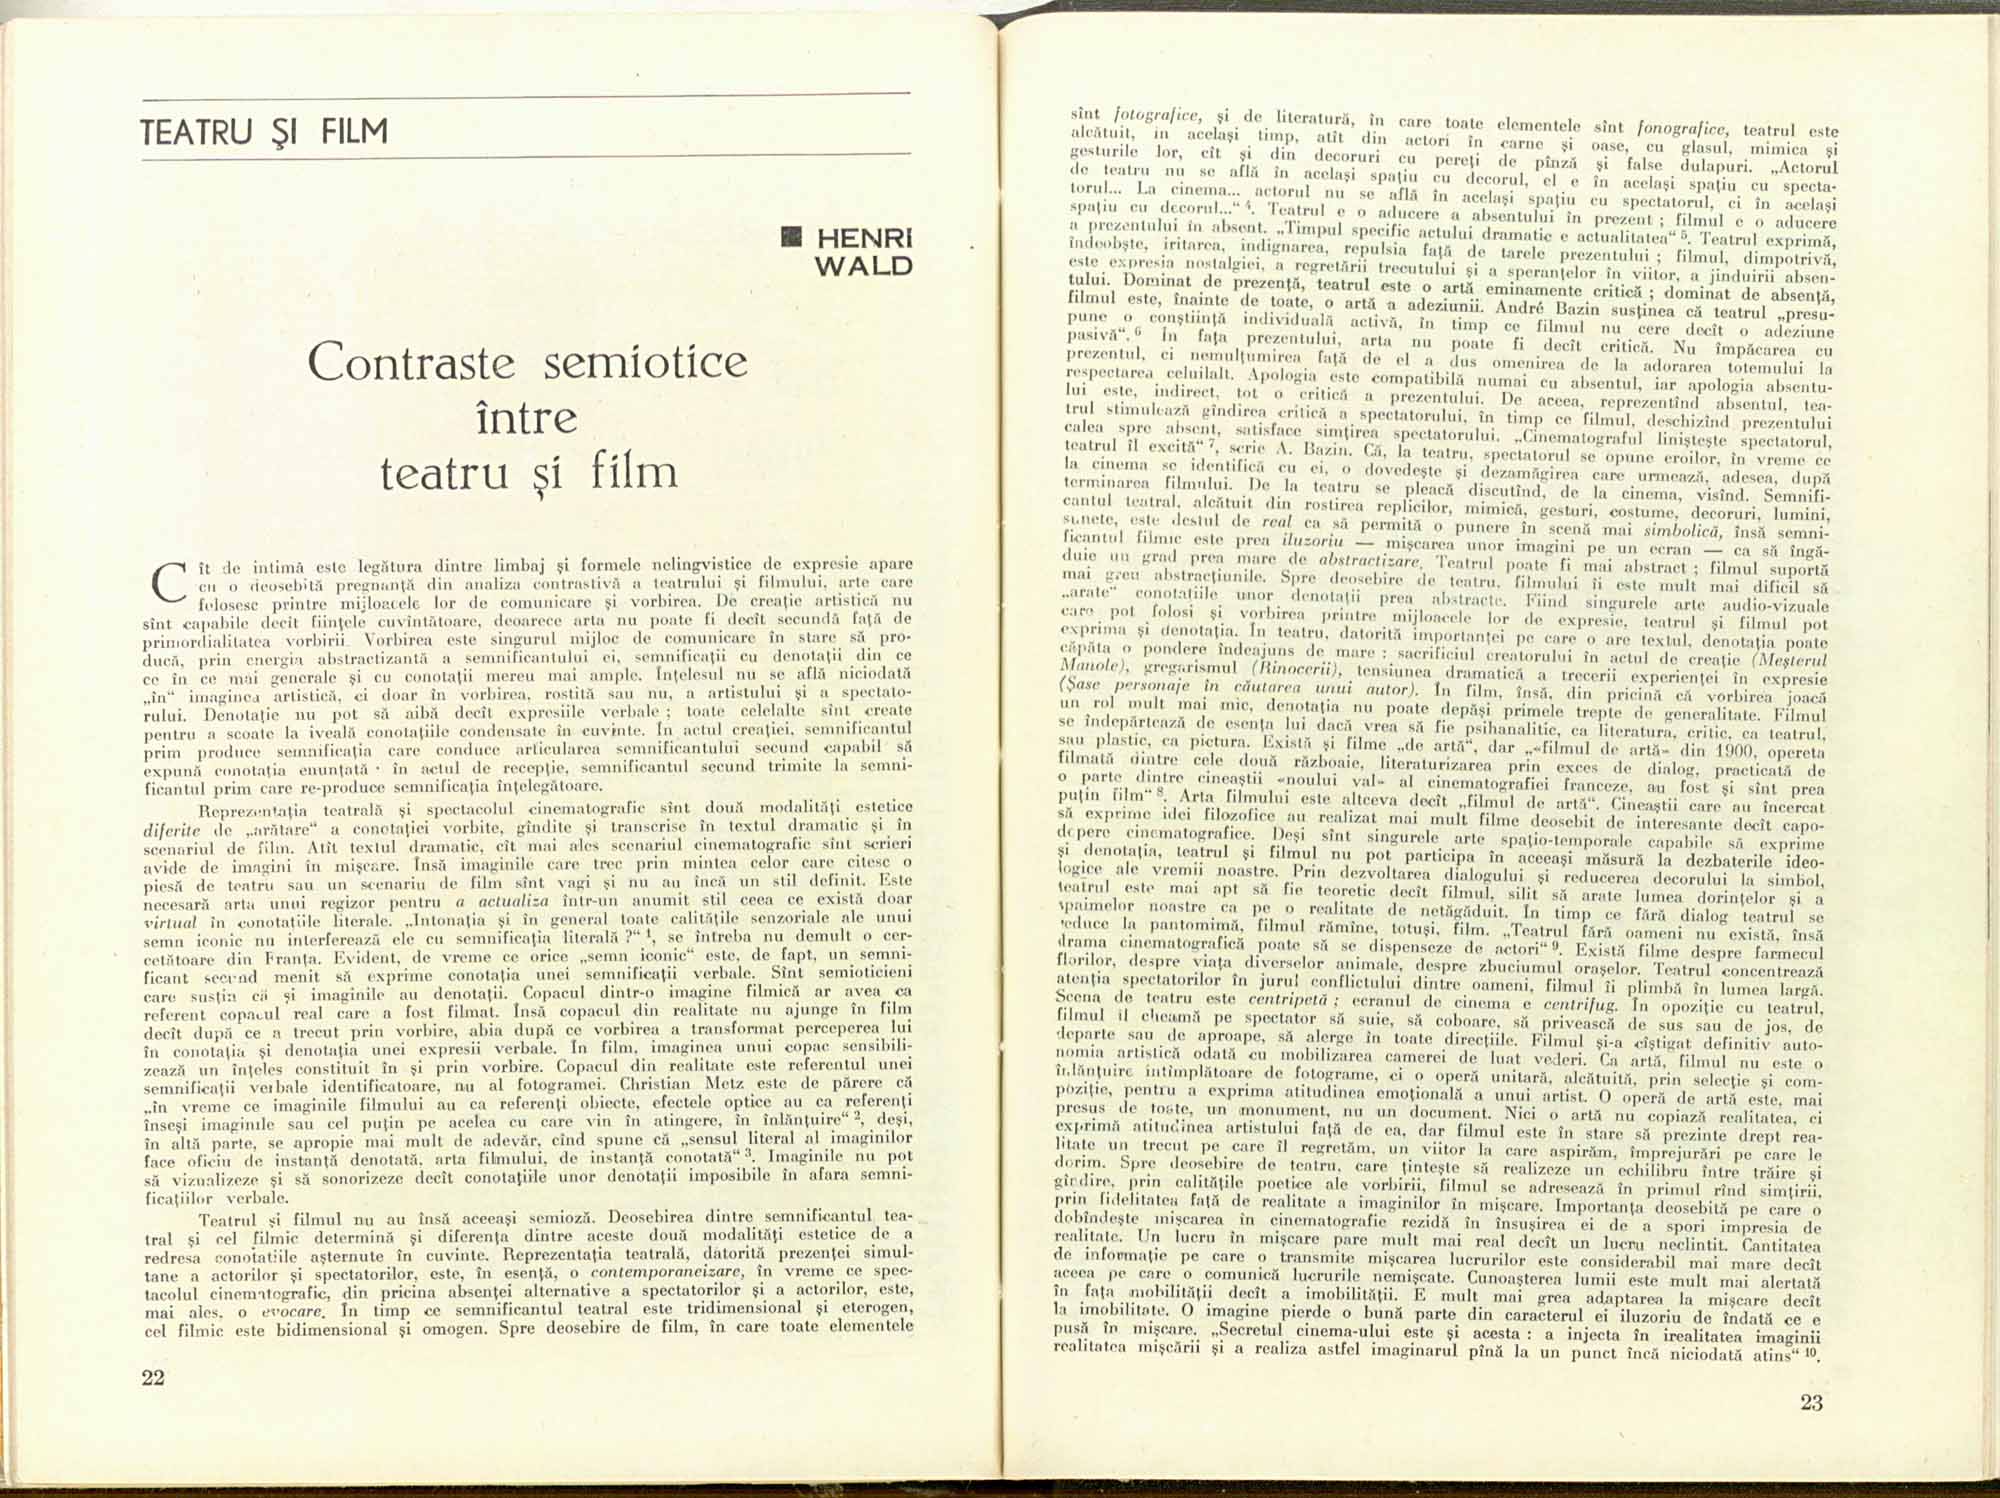 TEATRU ŞI FILM
HENRI
WALD
Contraste semiotice
între
teatru şi film
Cît de intimă este legătura dintre limbaj şi formele nelingvistice de expresie apare
cu o deosebită pregnanţă din analiza contrastivă a teatrului şi filmului, arte care
folosesc printre mijloacele lor de comunicare şi vorbirea. De creaţie artistică nu
sînt capabile decît fiinţele cuvîntătoare, deoarece arta nu poate fi decît secundă faţă de
primordialitatea vorbirii. Vorbirea este singurul mijloc de comunicare în stare să pro-
ducă, prin energia abstractizantă a semnificantului ei, semnificaţii cu denotaţii din ce
ce în ce mai generale şi cu conotaţii mereu mai ample. Înţelesul nu se află niciodată
„în“ imaginea artistică, ci doar în vorbirea, rostită sau nu, a artistului şi a spectato-
rului. Denotaţie nu pot să aibă decît expresiile verbale ; toate celelalte sînt create
pentru a scoate la iveală conotaţiile condensate în cuvinte. În actul creaţiei, semnificantul
prim produce semnificaţia care conduce articularea semnificantului secund capabil să
expună conotaţia enunţată · în actul de recepţie, semnificantul secund trimite la semni-
ficantul prim care re-produce semnificaţia înţelegătoare.
Reprezentaţia teatrală şi spectacolul cinematografic sînt două modalităţi estetice
diferite de „arătare“ a conotaţiei vorbite, gîndite şi transcrise în textul dramatic şi în
scenariul de film. Atît textul dramatic, cît mai ales scenariul cinematografic sînt scrieri
avide de imagini în mişcare. Însă imaginile care trec prin mintea celor care citesc o
piesă de teatru sau un scenariu de film sînt vagi şi nu au încă un stil definit. Este
necesară arta unui regizor pentru a actualiza într-un anumit stil ceea ce există doar
virtual în conotaţiile literale. „Intonaţia şi în general toate calităţile senzoriale ale unui
semn iconic nu interferează ele cu semnificaţia literală ?“ 1, se întreba nu demult o cer-
cetătoare din Franţa. Evident, de vreme ce orice „semn iconic“ este, de fapt, un semni-
ficant secund menit să exprime conotaţia unei semnificaţii verbale. Sînt semioticieni
care susţin că şi imaginile au denotaţii. Copacul dintr-o imagine filmică ar avea ca
referent copacul real care a fost filmat. Însă copacul din realitate nu ajunge în film
decît după ce a trecut prin vorbire, abia după ce vorbirea a transformat perceperea lui
în conotaţia şi denotaţia unei expresii verbale. În film, imaginea unui copac sensibili-
zează un înţeles constituit în şi prin vorbire. Copacul din realitate este referentul unei
semnificaţii verbale identificatoare, nu al fotogramei. Christian Metz este de părere că
„în vreme ce imaginile filmului au ca referenţi obiecte, efectele optice au ca referenţi
înseşi imaginile sau cel puţin pe acelea cu care vin în atingere, în înlănţuire“ 2, deşi,
în altă parte, se apropie mai mult de adevăr, cînd spune că „sensul literal al imaginilor
face oficiu de instanţă denotată, arta filmului, de instanţă conotată“ 3. Imaginile nu pot
să vizualizeze şi să sonorizeze decît conotaţiile unor denotaţii imposibile în afara semni-
ficaţiilor verbale.
Teatrul şi filmul nu au însă aceeaşi semioză. Deosebirea dintre semnificantul tea-
tral şi cel filmic determină şi diferenţa dintre aceste două modalităţi estetice de a
redresa conotaţiile aşternute în cuvinte. Reprezentaţia teatrală, datorită prezenţei simul-
tane a actorilor şi spectatorilor, este, în esenţă, o contemporaneizare, în vreme ce spec-
tacolul cinematografic, din pricina absenţei alternative a spectatorilor şi a actorilor, este,
mai ales, o evocare. În timp ce semnificantul teatral este tridimensional şi eterogen,
cel filmic este bidimensional şi omogen. Spre deosebire de film, în care toate elementele
22
sînt fotografice, şi de literatură, în care toate elementele sînt fonografice, teatrul este
alcătuit, în acelaşi timp, atît din actori în carne şi oase, cu glasul, mimica şi
gesturile lor, cît şi din decoruri cu pereţi de pînză şi false dulapuri. „Actorul
de teatru nu se află în acelaşi spaţiu cu decorul, el e în acelaşi spaţiu cu specta-
torul... La cinema... actorul nu se află în acelaşi spaţiu cu spectatorul, ci în acelaşi
spaţiu cu decorul...“ 4. Teatrul e o aducere a absentului în prezent ; filmul e o aducere
a prezentului în absent. „Timpul specific actului dramatic e actualitatea“ 5. Teatrul exprimă,
îndeobşte, iritarea, indignarea, repulsia faţă de tarele prezentului ; filmul, dimpotrivă,
este expresia nostalgiei, a regretării trecutului şi a speranţelor în viitor, a jinduirii absen-
tului. Dominat de prezenţă, teatrul este o artă eminamente critică ; dominat de absenţă,
filmul este, înainte de toate, o artă a adeziunii. André Bazin susţinea că teatrul „presu-
pune o conştiinţă individuală activă, în timp ce filmul nu cere decît o adeziune
pasivă“. 6 În faţa prezentului, arta nu poate fi decît critică. Nu împăcarea cu
prezentul, ci nemulţumirea faţă de el a dus omenirea de la adorarea totemului la
respectarea celuilalt. Apologia este compatibilă numai cu absentul, iar apologia absentu-
lui este, indirect, tot o critică a prezentului. De aceea, reprezentînd absentul, tea-
trul stimulează gîndirea critică a spectatorului, în timp ce filmul, deschizînd prezentului
calea spre absent, satisface simţirea spectatorului. „Cinematograful linişteşte spectatorul,
teatrul îl excită“ 7, scrie A. Bazin. Că, la teatru, spectatorul se opune eroilor, în vreme ce
la cinema se identifică cu ei, o dovedeşte şi dezamăgirea care urmează, adesea, după
terminarea filmului. De la teatru se pleacă discutînd, de la cinema, visînd. Semnifi-
cantul teatral, alcătuit din rostirea replicilor, mimică, gesturi, costume, decoruri, lumini,
sunete, este destul de real ca să permită o punere în scenă mai simbolică, însă semni-
ficantul filmic este prea iluzoriu — mişcarea unor imagini pe un ecran — ca să îngă-
duie un grad prea mare de abstractizare. Teatrul poate fi mai abstract ; filmul suportă
mai greu abstracţiunile. Spre deosebire de teatru, filmului îi este mult mai dificil să
„arate“ conotaţiile unor denotaţii prea abstracte. Fiind singurele arte audio-vizuale
care pot folosi şi vorbirea printre mijloacele lor de expresie, teatrul şi filmul pot
exprima şi denotaţia. În teatru, datorită importanţei pe care o are textul, denotaţia poate
căpăta o pondere îndeajuns de mare : sacrificiul creatorului în actul de creaţie (Meşterul
Manole), gregarismul (Rinocerii), tensiunea dramatică a trecerii experienţei în expresie
(Şase personaje în căutarea unui autor). În film, însă, din pricină că vorbirea joacă
un rol mult mai mic, denotaţia nu poate depăşi primele trepte de generalitate. Filmul
se îndepărtează de esenţa lui dacă vrea să fie psihanalitic, ca literatura, critic, ca teatrul,
sau plastic, ca pictura. Există şi filme „de artă“, dar „«filmul de artă» din 1900, opereta
filmată dintre cele două războaie, literaturizarea prin exces de dialog, practicată de
o parte dintre cineaştii «noului val» al cinematografiei franceze, au fost şi sînt prea
puţin film“ 8. Arta filmului este altceva decît „filmul de artă“. Cineaştii care au încercat
să exprime idei filozofice au realizat mai mult filme deosebit de interesante decît capo-
depere cinematografice. Deşi sînt singurele arte spaţio-temporale capabile să exprime
şi denotaţia, teatrul şi filmul nu pot participa în aceeaşi măsură la dezbaterile ideo-
logice ale vremii noastre. Prin dezvoltarea dialogului şi reducerea decorului la simbol,
teatrul este mai apt să fie teoretic decît filmul, silit să arate lumea dorinţelor şi a
spaimelor noastre ca pe o realitate de netăgăduit. În timp ce fără dialog teatrul se
reduce la pantomimă, filmul rămîne, totuşi, film. „Teatrul fără oameni nu există, însă
drama cinematografică poate să se dispenseze de actori“ 9. Există filme despre farmecul
florilor, despre viaţa diverselor animale, despre zbuciumul oraşelor. Teatrul concentrează
atenţia spectatorilor în jurul conflictului dintre oameni, filmul îi plimbă în lumea largă.
Scena de teatru este centripetă ; ecranul de cinema e centrifug. În opoziţie cu teatrul,
filmul îl cheamă pe spectator să suie, să coboare, să privească de sus sau de jos, de
departe sau de aproape, să alerge în toate direcţiile. Filmul şi-a cîştigat definitiv auto-
nomia artistică odată cu mobilizarea camerei de luat vederi. Ca artă, filmul nu este o
înlănţuire întîmplătoare de fotograme, ci o operă unitară, alcătuită, prin selecţie şi com-
poziţie, pentru a exprima atitudinea emoţională a unui artist. O operă de artă este, mai
presus de toate, un monument, nu un document. Nici o artă nu copiază realitatea, ci
exprimă atitudinea artistului faţă de ea, dar filmul este în stare să prezinte drept rea-
litate un trecut pe care îl regretăm, un viitor la care aspirăm, împrejurări pe care le
dorim. Spre deosebire de teatru, care ţinteşte să realizeze un echilibru între trăire şi
gîndire, prin calităţile poetice ale vorbirii, filmul se adresează în primul rînd simţirii,
prin fidelitatea faţă de realitate a imaginilor în mişcare. Importanţa deosebită pe care o
dobîndeşte mişcarea în cinematografie rezidă în însuşirea ei de a spori impresia de
realitate. Un lucru în mişcare pare mult mai real decît un lucru neclintit. Cantitatea
de informaţie pe care o transmite mişcarea lucrurilor este considerabil mai mare decît
aceea pe care o comunică lucrurile nemişcate. Cunoaşterea lumii este mult mai alertată
în faţa mobilităţii decît a imobilităţii. E mult mai grea adaptarea la mişcare decît
la imobilitate. O imagine pierde o bună parte din caracterul ei iluzoriu de îndată ce e
pusă în mişcare. „Secretul cinema-ului este şi acesta : a injecta în irealitatea imaginii
realitatea mişcării şi a realiza astfel imaginarul pînă la un punct încă niciodată atins“ 10.
23